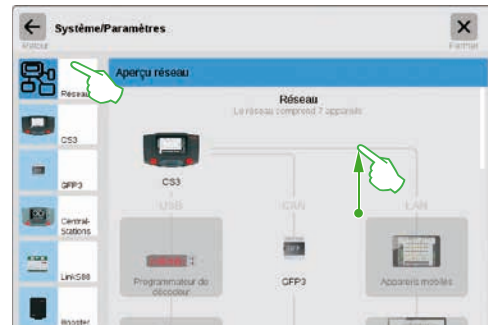 Système/Paramètres
Retour
Fermer
Réseau
Aperçu réseau
Réseau
Le réseau comprend 7 appareils
CS3
CS3
GFP3
USB
CAN
LAN
Central-
Stations
Programmateur de
décodeur
GFP3
Appareils mobiles
LinkS88
Booster